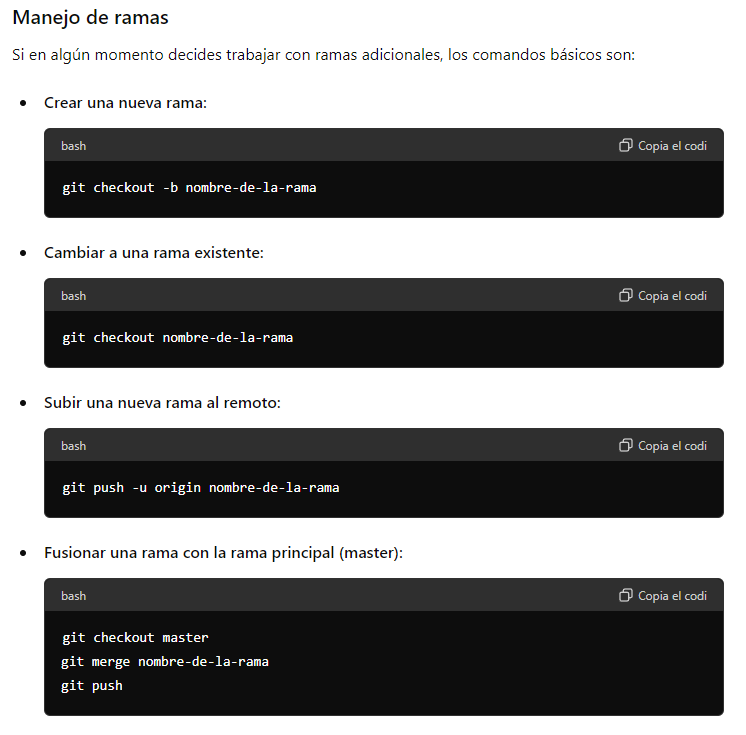 Manejo de ramas
Si en algún momento decides trabajar con ramas adicionales, los comandos básicos son:
• Crear una nueva rama:
bash Copia el codi
git checkout -b nombre-de-la-rama
• Cambiar a una rama existente:
bash Copia el codi
git checkout nombre-de-la-rama
• Subir una nueva rama al remoto:
bash Copia el codi
git push -u origin nombre-de-la-rama
• Fusionar una rama con la rama principal (master):
bash Copia el codi
git checkout master
git merge nombre-de-la-rama
git push